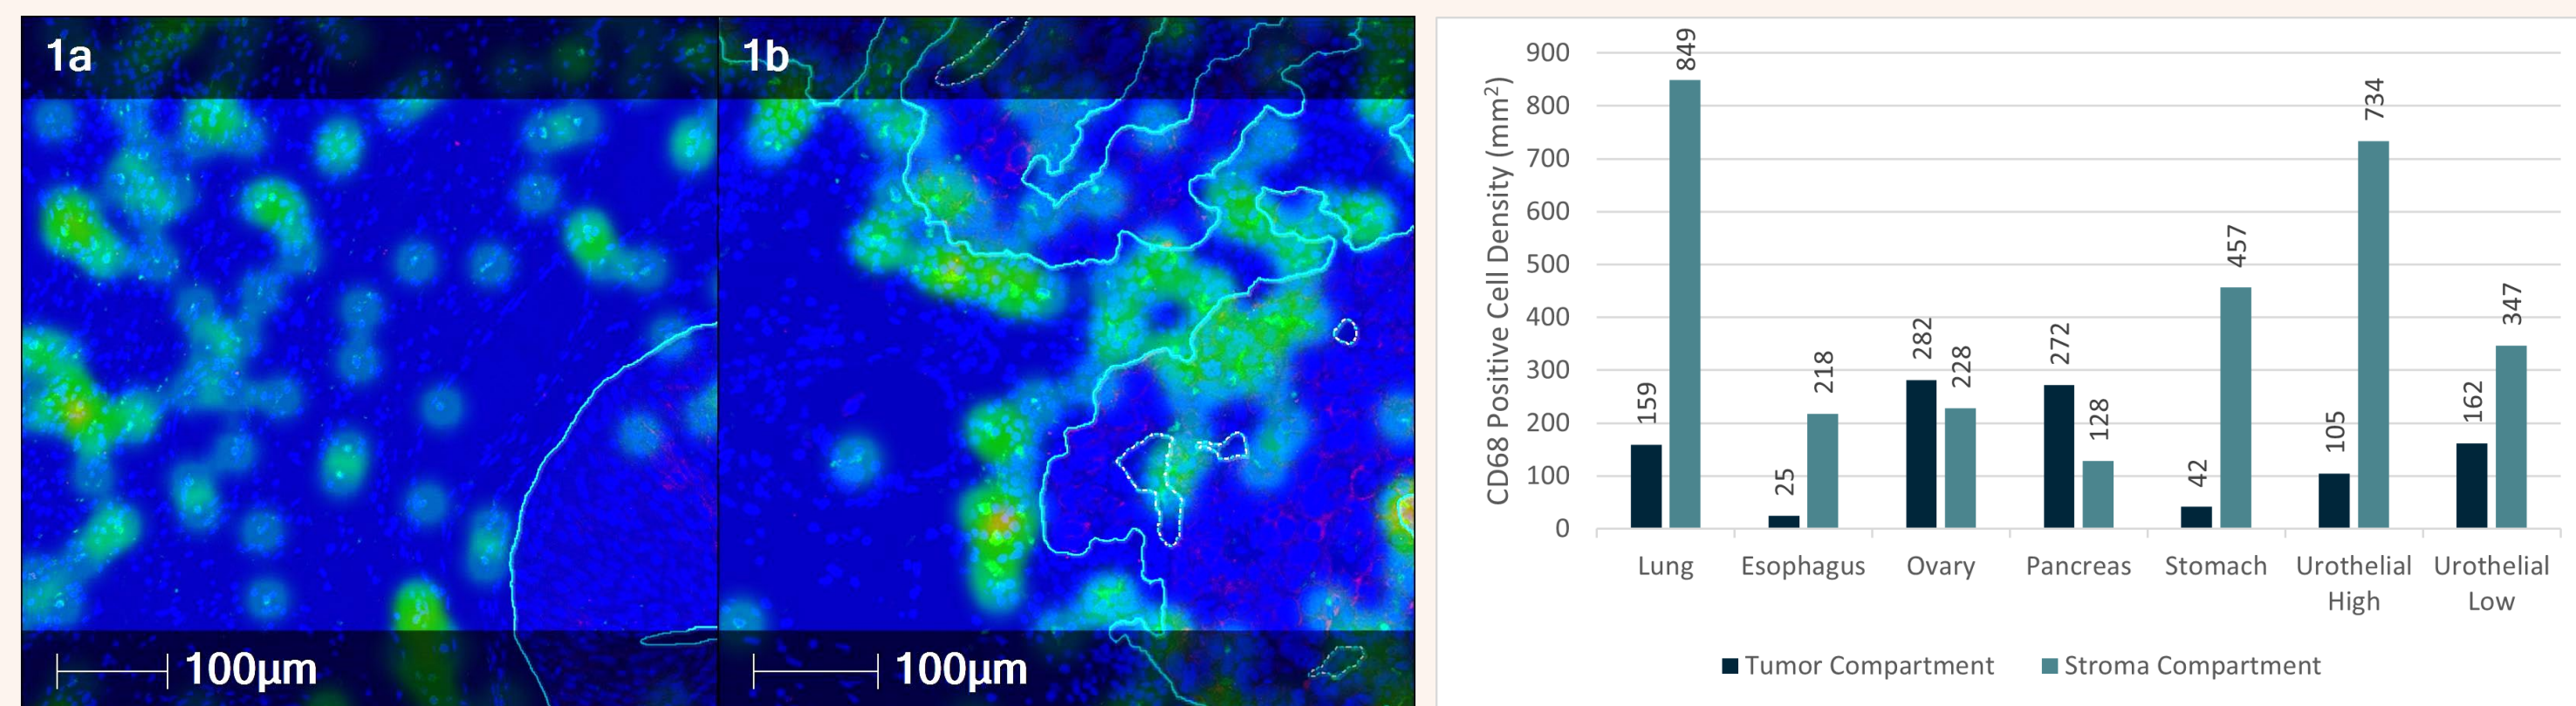 1a
1b
100µm
100µm
CD68 Positive Cell Density (mm²)
900
800
700
600
500
400
300
200
100
0
159
849
25
218
282
228
272
128
42
457
105
734
162
347
Lung
Esophagus
Ovary
Pancreas
Stomach
Urothelial
High
Urothelial
Low
Tumor Compartment
Stroma Compartment